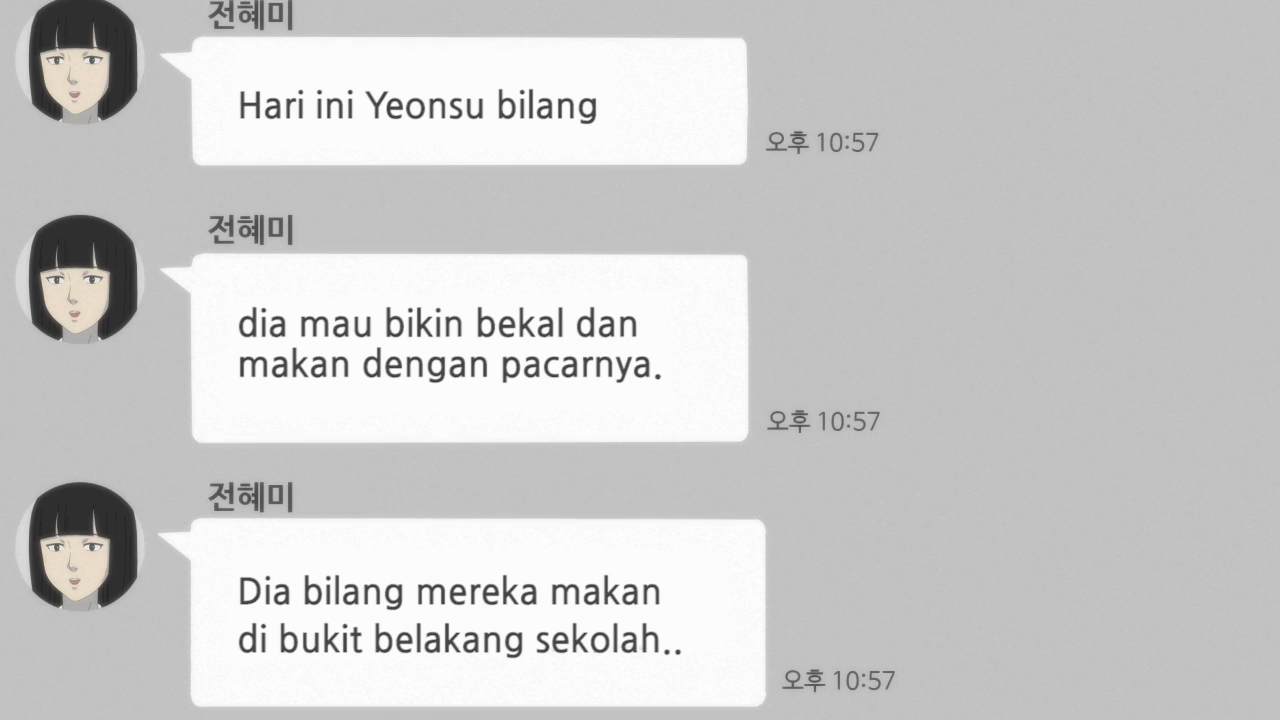 전혜미
Hari ini Yeonsu bilang
오후 10:57
전혜미
dia mau bikin bekal dan
makan dengan pacarnya.
오후 10:57
전혜미
Dia bilang mereka makan
di bukit belakang sekolah..
오후 10:57